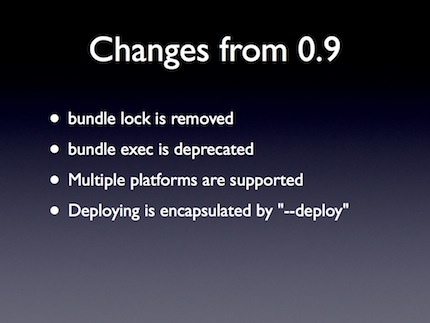 Changes from 0.9
• bundle lock is removed
• bundle exec is deprecated
• Multiple platforms are supported
• Deploying is encapsulated by "--deploy"